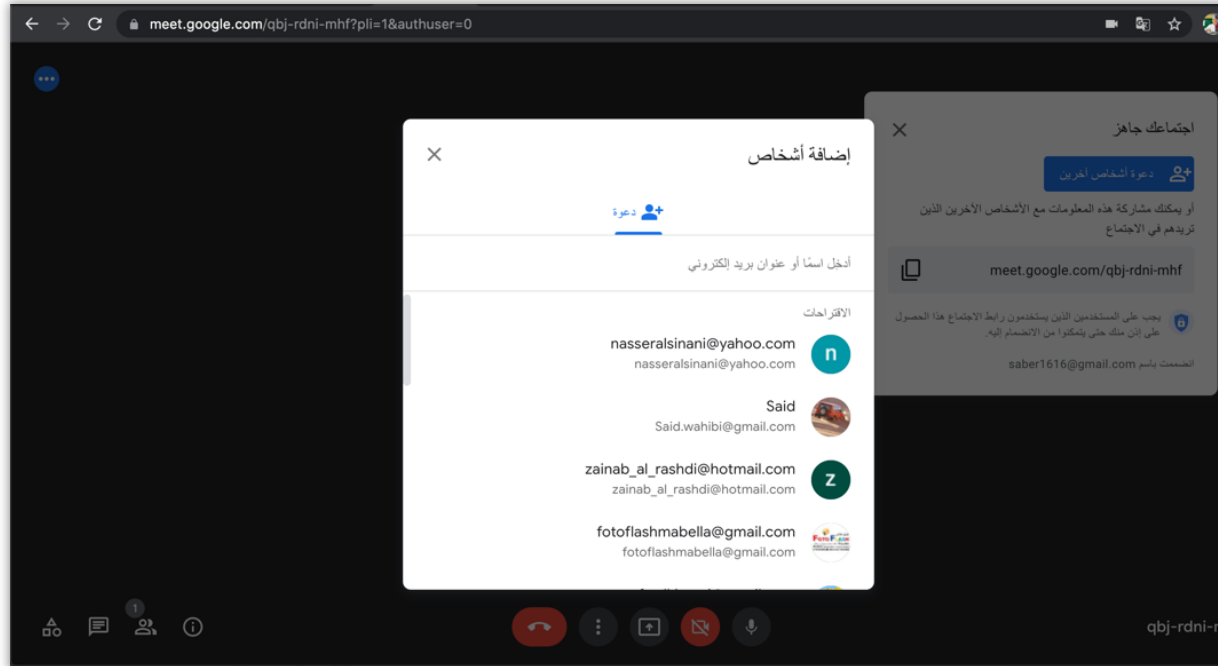 meet.google.com/qbj-rdni-mhf?pli=1&authuser=0
اجتماعك جاهز
دعوة أشخاص آخرين
أو يمكنك مشاركة هذه المعلومات مع الأشخاص الآخرين الذين
تريدهم في الاجتماع
meet.google.com/qbj-rdni-mhf
يجب على المستخدمين الذين يستخدمون رابط الاجتماع هذا الحصول
على إذن منك حتى يتمكنوا من الانضمام إليه.
انضممت باسم saber1616@gmail.com
إضافة أشخاص
دعوة
أدخل اسمًا أو عنوان بريد إلكتروني
الاقتراحات
nasseralsinani@yahoo.com
n
nasseralsinani@yahoo.com
Said
Said.wahibi@gmail.com
zainab_al_rashdi@hotmail.com
z
zainab_al_rashdi@hotmail.com
fotoflashmabella@gmail.com
fotoflashmabella@gmail.com
1
qbj-rdni-